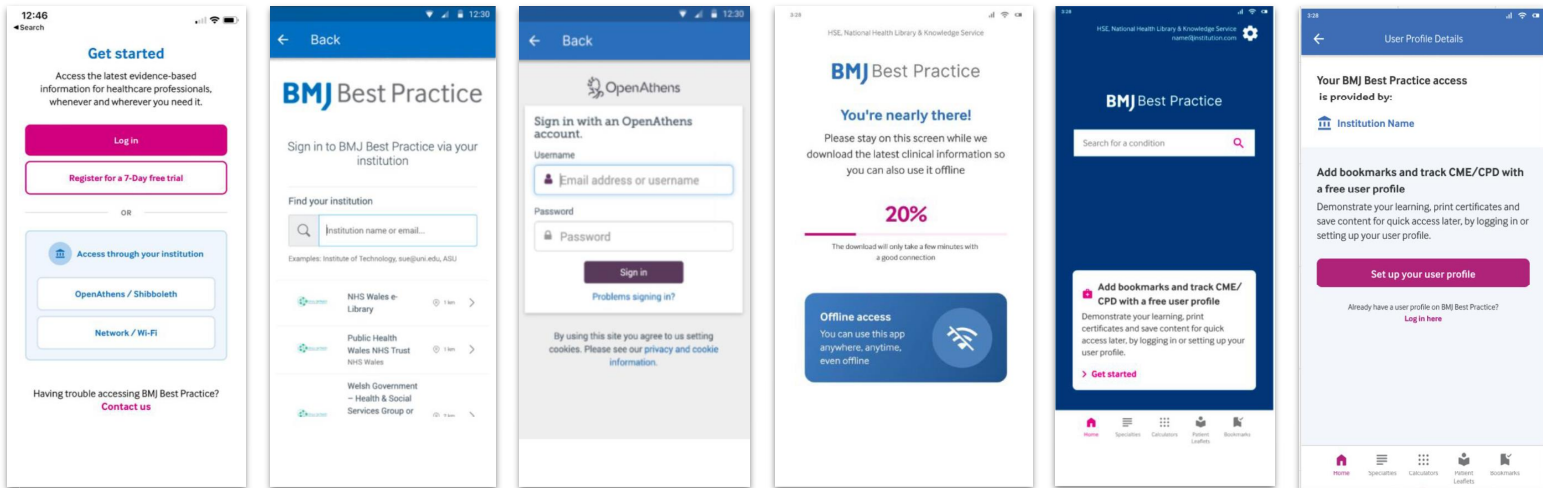 12:46
◄Search
Get started
Access the latest evidence-based
information for healthcare professionals,
whenever and wherever you need it.
Log in
Register for a 7-Day free trial
OR
Access through your institution
OpenAthens / Shibboleth
Network / Wi-Fi
Having trouble accessing BMJ Best Practice?
Contact us
12:30
Back
BMJ Best Practice
Sign in to BMJ Best Practice via your
institution
Find your institution
Institution name or email...
Examples: Institute of Technology, sue@uni.edu, ASU
NHS Wales e-
Library
1 km
Public Health
Wales NHS Trust
NHS Wales
1 km
Welsh Government
– Health & Social
Services Group or
12:30
Back
OpenAthens
Sign in with an OpenAthens
account.
Username
Email address or username
Password
Password
Sign in
Problems signing in?
By using this site you agree to us setting
cookies. Please see our privacy and cookie
information.
3:28
HSE, National Health Library & Knowledge Service
BMJ Best Practice
You're nearly there!
Please stay on this screen while we
download the latest clinical information so
you can also use it offline
20%
The download will only take a few minutes with
a good connection
Offline access
You can use this app
anywhere, anytime,
even offline
3:28
HSE, National Health Library & Knowledge Service
name@institution.com
BMJ Best Practice
Search for a condition
Add bookmarks and track CME/
CPD with a free user profile
Demonstrate your learning, print
certificates and save content for quick
access later, by logging in or setting up your
user profile.
> Get started
Home
Specialties
Calculators
Patient
Leaflets
Bookmarks
3:28
User Profile Details
Your BMJ Best Practice access
is provided by:
Institution Name
Add bookmarks and track CME/CPD with
a free user profile
Demonstrate your learning, print certificates and
save content for quick access later, by logging in or
setting up your user profile.
Set up your user profile
Already have a user profile on BMJ Best Practice?
Log in here
Home
Specialties
Calculators
Patient
Leaflets
Bookmarks